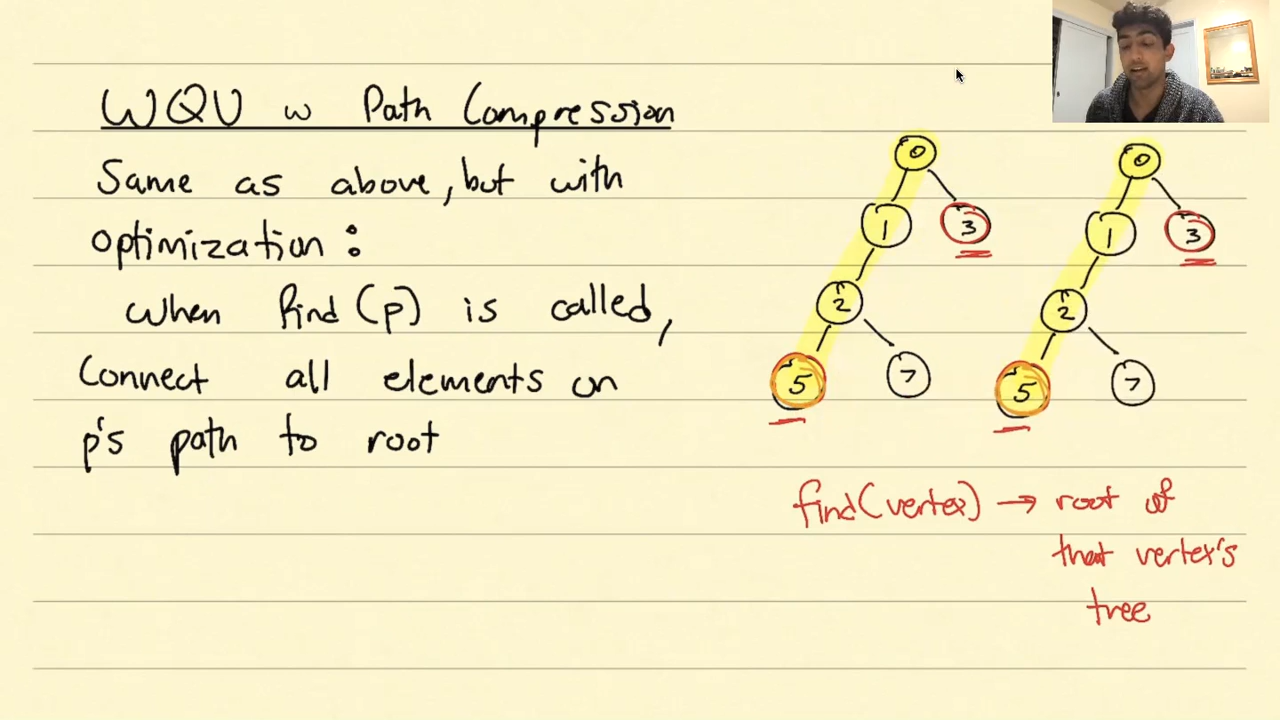 WQU w Path Compression
Same as above, but with
optimization:
when find(p) is called,
Connect all elements on
p's path to root
0
1
3
2
5
7
0
1
3
2
5
7
find(vertex) → root of
that vertex's
tree